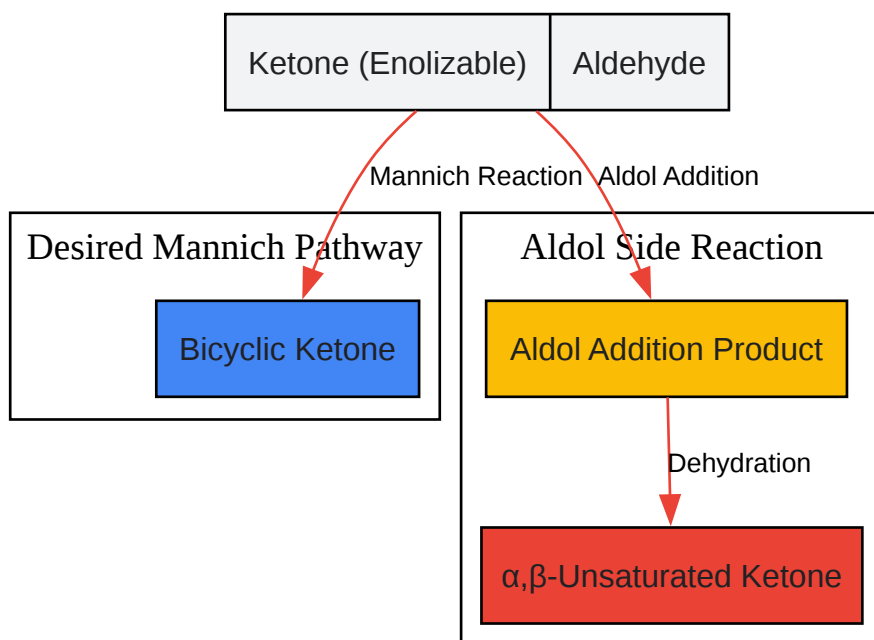 Ketone (Enolizable) Aldehyde
Mannich Reaction Aldol Addition
Desired Mannich Pathway
Aldol Side Reaction
Bicyclic Ketone
Aldol Addition Product
Dehydration
α,β-Unsaturated Ketone